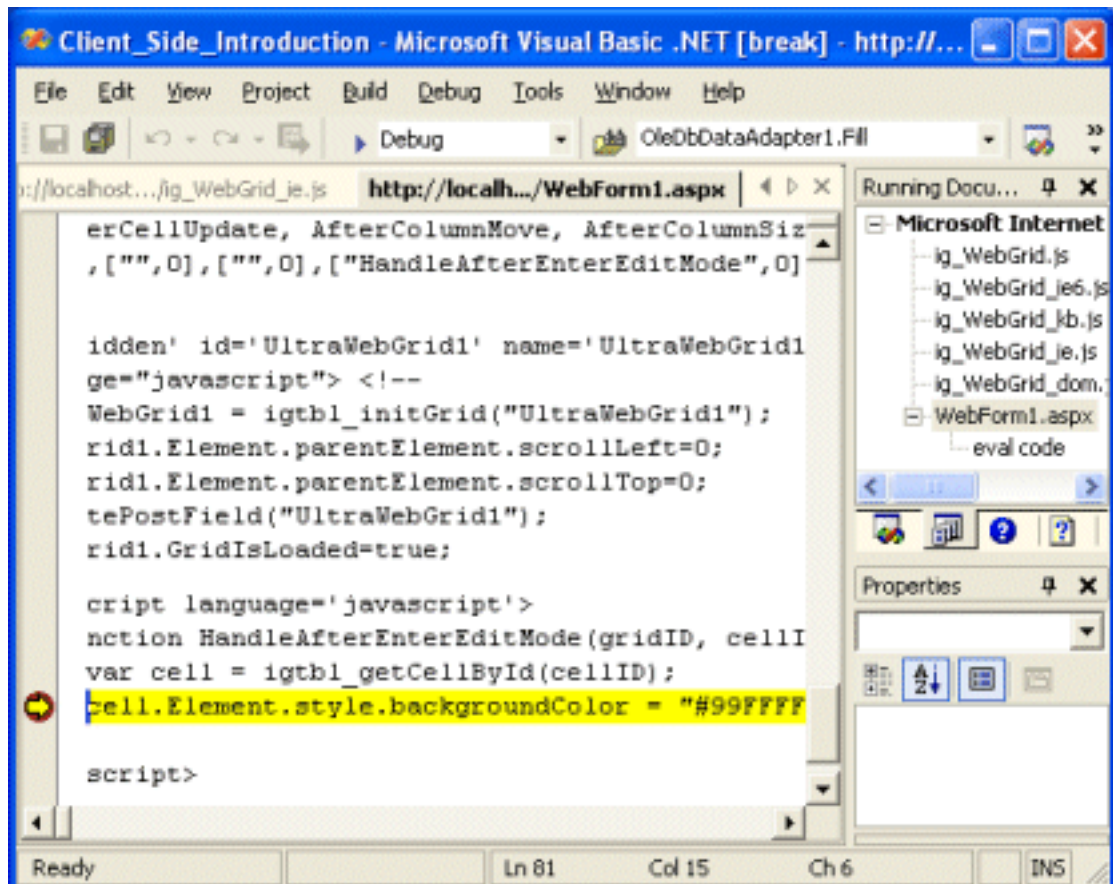 Client_Side_Introduction - Microsoft Visual Basic .NET [break] - http://...
File Edit View Project Build Debug Tools Window Help
Debug OleDbDataAdapter1.Fill
o://localhost.../ig_WebGrid_ie.js http://localh.../WebForm1.aspx
erCellUpdate, AfterColumnMove, AfterColumnSiz
,["",0],["",0],["HandleAfterEnterEditMode",0]
idden' id='UltraWebGrid1' name='UltraWebGrid1
ge="javascript"> <!--
WebGrid1 = igtbl_initGrid("UltraWebGrid1");
rid1.Element.parentElement.scrollLeft=0;
rid1.Element.parentElement.scrollTop=0;
tePostField("UltraWebGrid1");
rid1.GridIsLoaded=true;
cript language='javascript'>
nction HandleAfterEnterEditMode(gridID, cellI
var cell = igtbl_getCellById(cellID);
cell.Element.style.backgroundColor = "#99FFFF
script>
Running Docu...
Microsoft Internet
ig_WebGrid.js
ig_WebGrid_ie6.js
ig_WebGrid_kb.js
ig_WebGrid_ie.js
ig_WebGrid_dom.j
WebForm1.aspx
eval code
Properties
Ready Ln 81 Col 15 Ch 6 INS